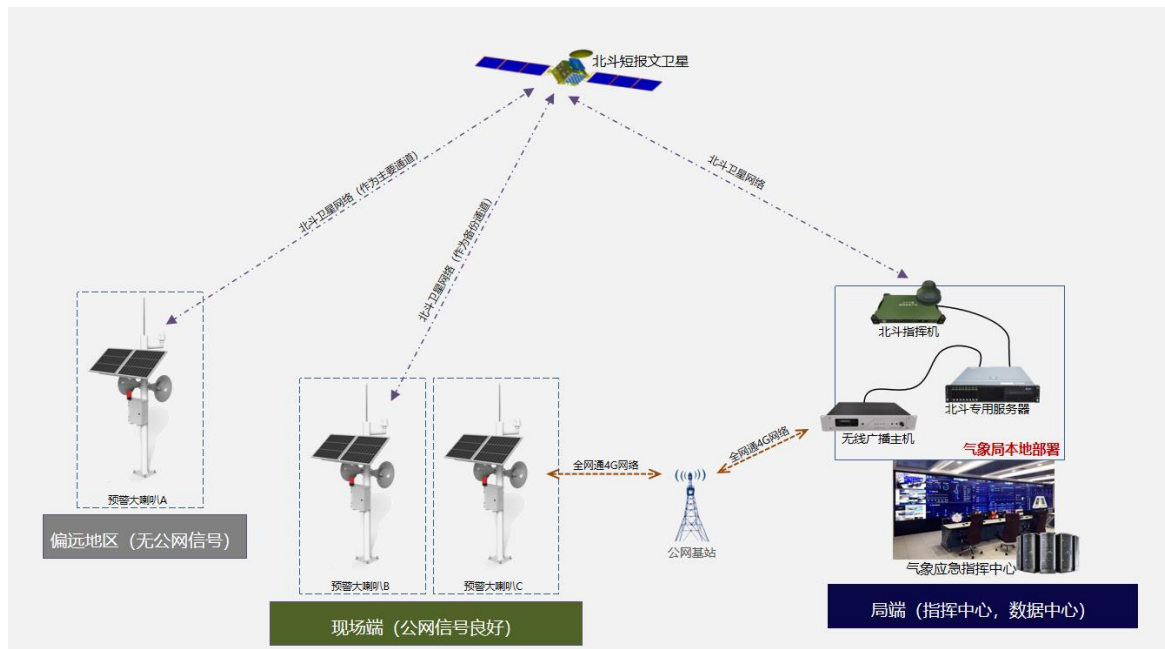 北斗短报文卫星
北斗卫星网络（作为主要通道）
北斗卫星网络（作为备份通道）
北斗卫星网络
北斗指挥机
北斗专用服务器
无线广播主机
气象局本地部署
全网通4G网络
全网通4G网络
预警大喇叭A
偏远地区（无公网信号）
公网基站
气象应急指挥中心
预警大喇叭B
预警大喇叭C
现场端（公网信号良好）
局端（指挥中心，数据中心）